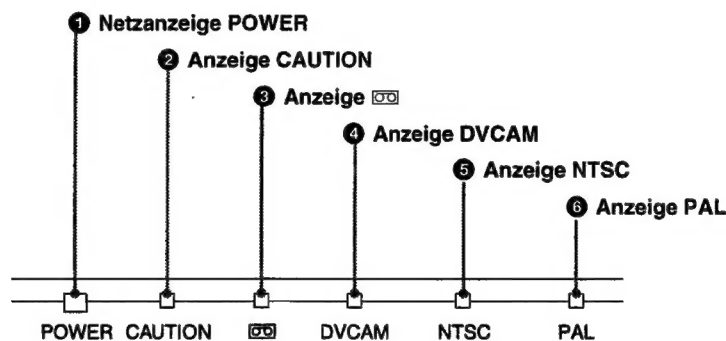 ❶ Netzanzeige POWER
❷ Anzeige CAUTION
❸ Anzeige
❹ Anzeige DVCAM
❺ Anzeige NTSC
❻ Anzeige PAL
POWER CAUTION DVCAM NTSC PAL